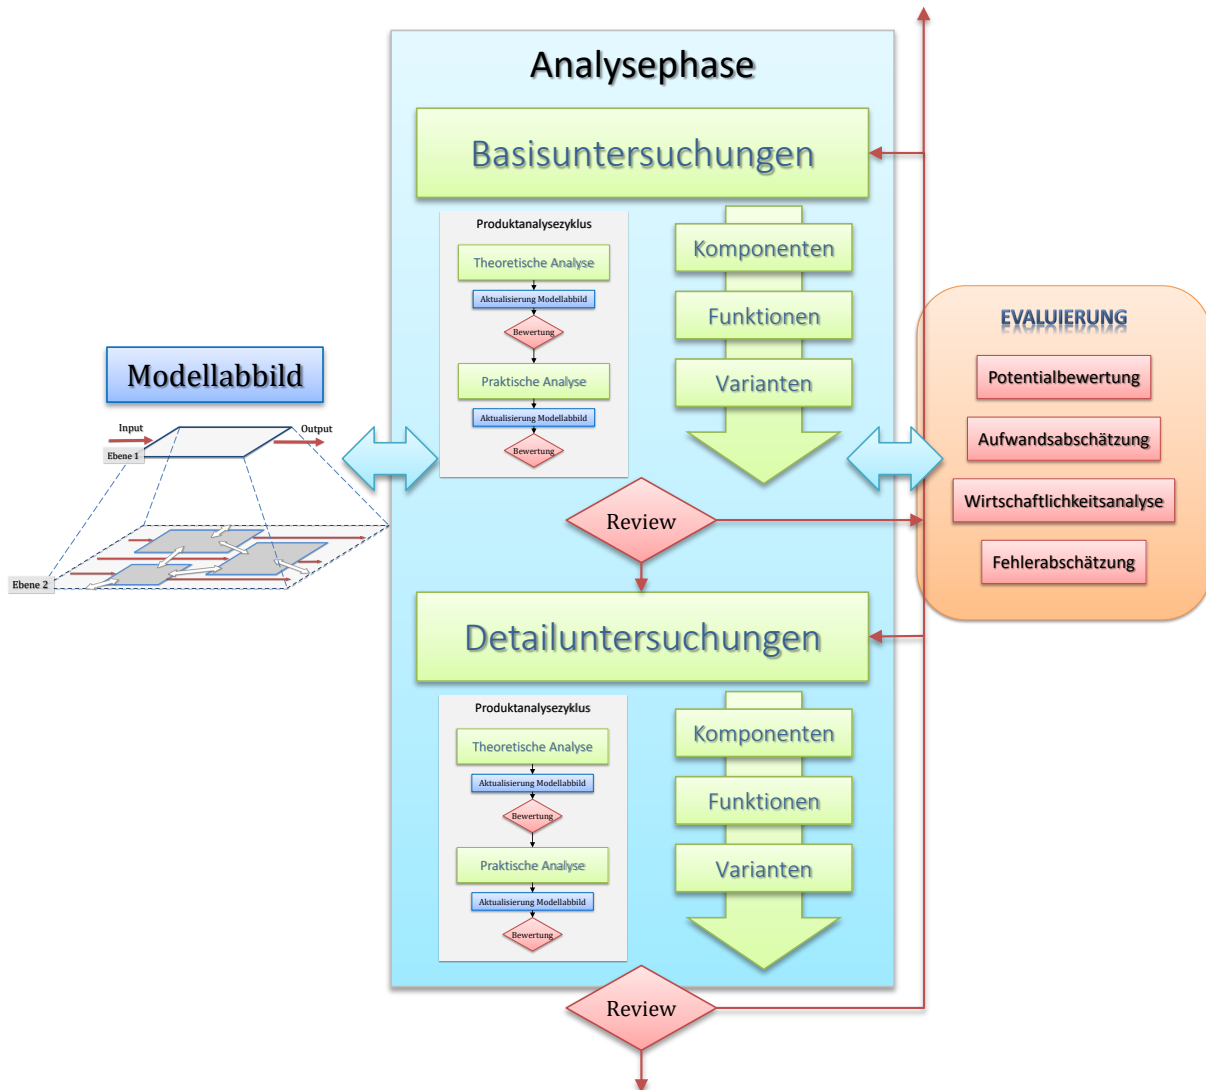 Analysephase
Basisuntersuchungen
Produktanalysezyklus
Theoretische Analyse
Aktualisierung Modellabbild
Bewertung
Praktische Analyse
Aktualisierung Modellabbild
Bewertung
Komponenten
Funktionen
Varianten
Modellabbild
Input
Output
Ebene 1
Ebene 2
EVALUIERUNG
Potentialbewertung
Aufwandsabschätzung
Wirtschaftlichkeitsanalyse
Fehlerabschätzung
Review
Detailuntersuchungen
Produktanalysezyklus
Theoretische Analyse
Aktualisierung Modellabbild
Bewertung
Praktische Analyse
Aktualisierung Modellabbild
Bewertung
Komponenten
Funktionen
Varianten
Review